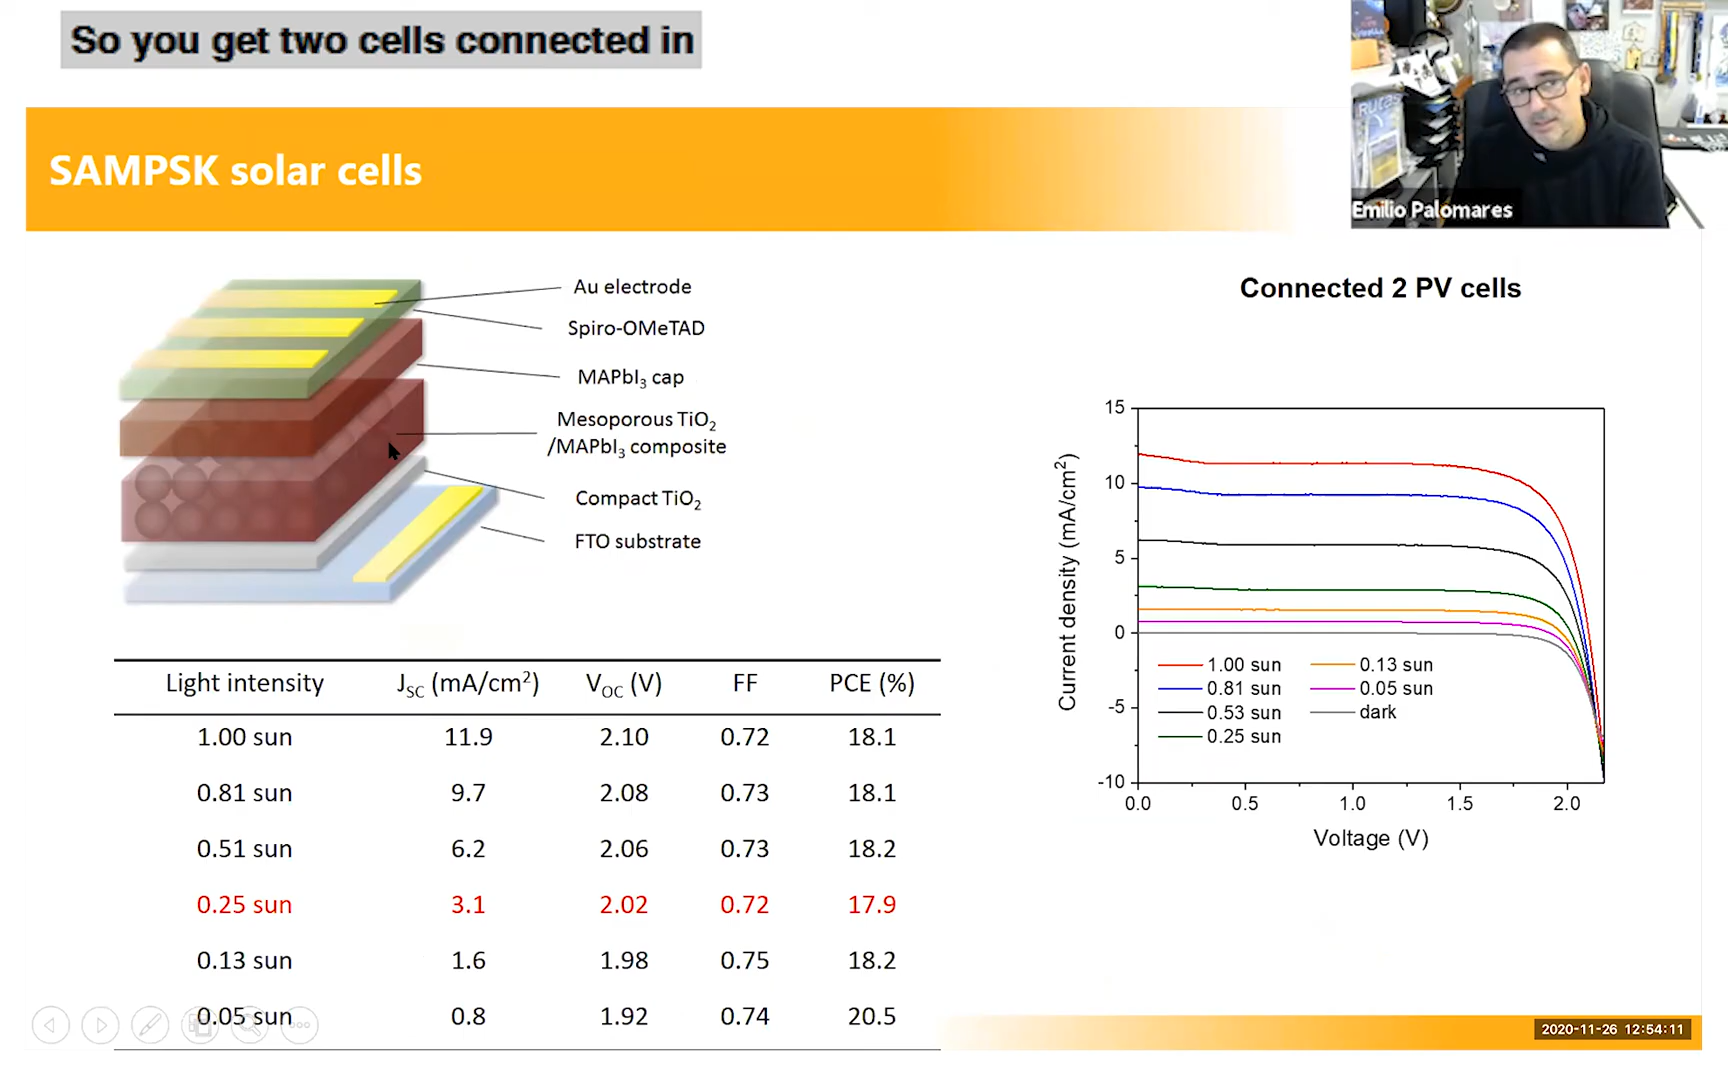 So you get two cells connected in
SAMPSK solar cells
Emilio Palomares
Au electrode
Spiro-OMeTAD
MAPbI₃ cap
Mesoporous TiO₂
/MAPbI₃ composite
Compact TiO₂
FTO substrate
Connected 2 PV cells
15
10
5
0
-5
-10
Current density (mA/cm²)
1.00 sun
0.81 sun
0.53 sun
0.25 sun
0.13 sun
0.05 sun
dark
0.0 0.5 1.0 1.5 2.0
Voltage (V)
Light intensity J_SC (mA/cm²) V_OC (V) FF PCE (%)
1.00 sun 11.9 2.10 0.72 18.1
0.81 sun 9.7 2.08 0.73 18.1
0.51 sun 6.2 2.06 0.73 18.2
0.25 sun 3.1 2.02 0.72 17.9
0.13 sun 1.6 1.98 0.75 18.2
0.05 sun 0.8 1.92 0.74 20.5
2020-11-26 12:54:11